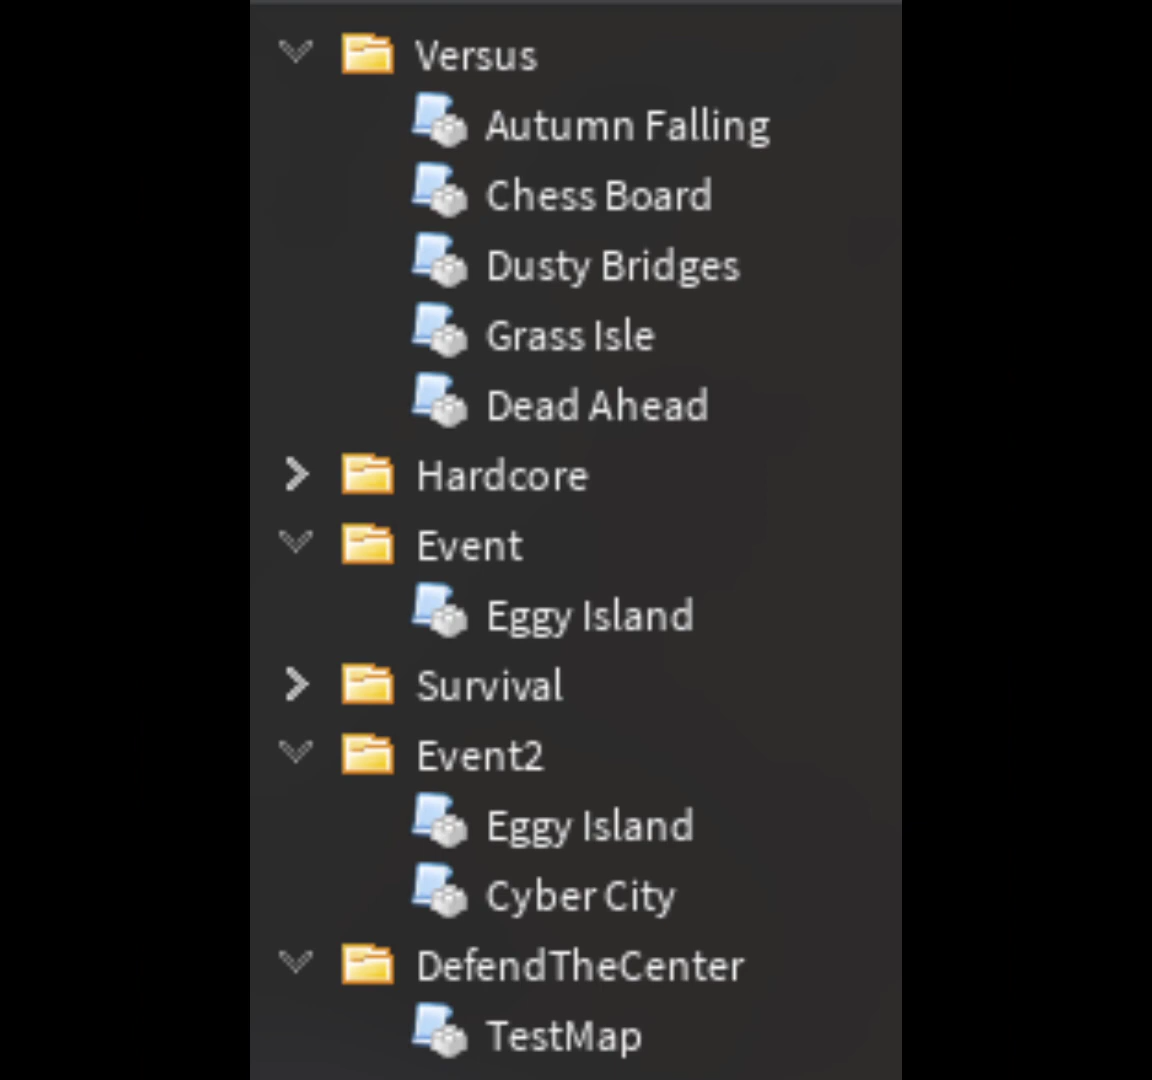 Versus
Autumn Falling
Chess Board
Dusty Bridges
Grass Isle
Dead Ahead
Hardcore
Event
Eggy Island
Survival
Event2
Eggy Island
Cyber City
DefendTheCenter
TestMap